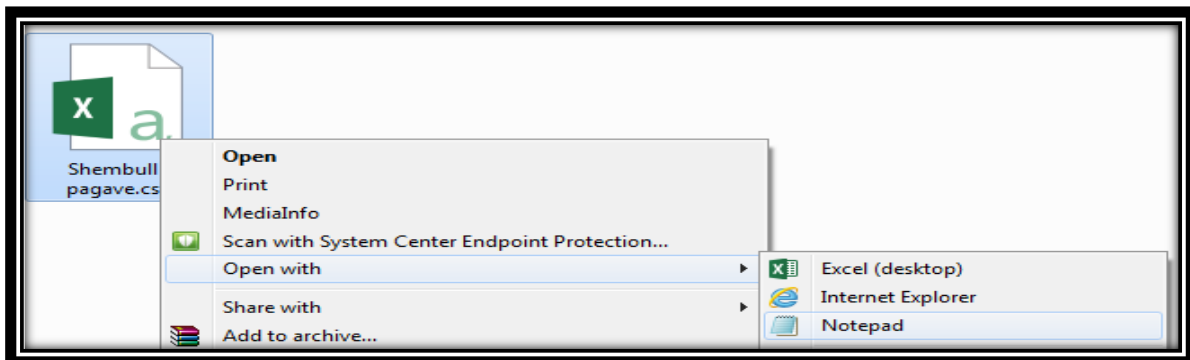 X
a,
Shembull
pagave.cs
Open
Print
MediaInfo
Scan with System Center Endpoint Protection...
Open with
Share with
Add to archive...
Excel (desktop)
Internet Explorer
Notepad